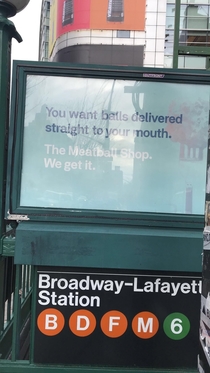 You want balls delivered
straight to your mouth.
The Meatball Shop.
We get it.
Broadway-Lafayett
Station
B D F M 6